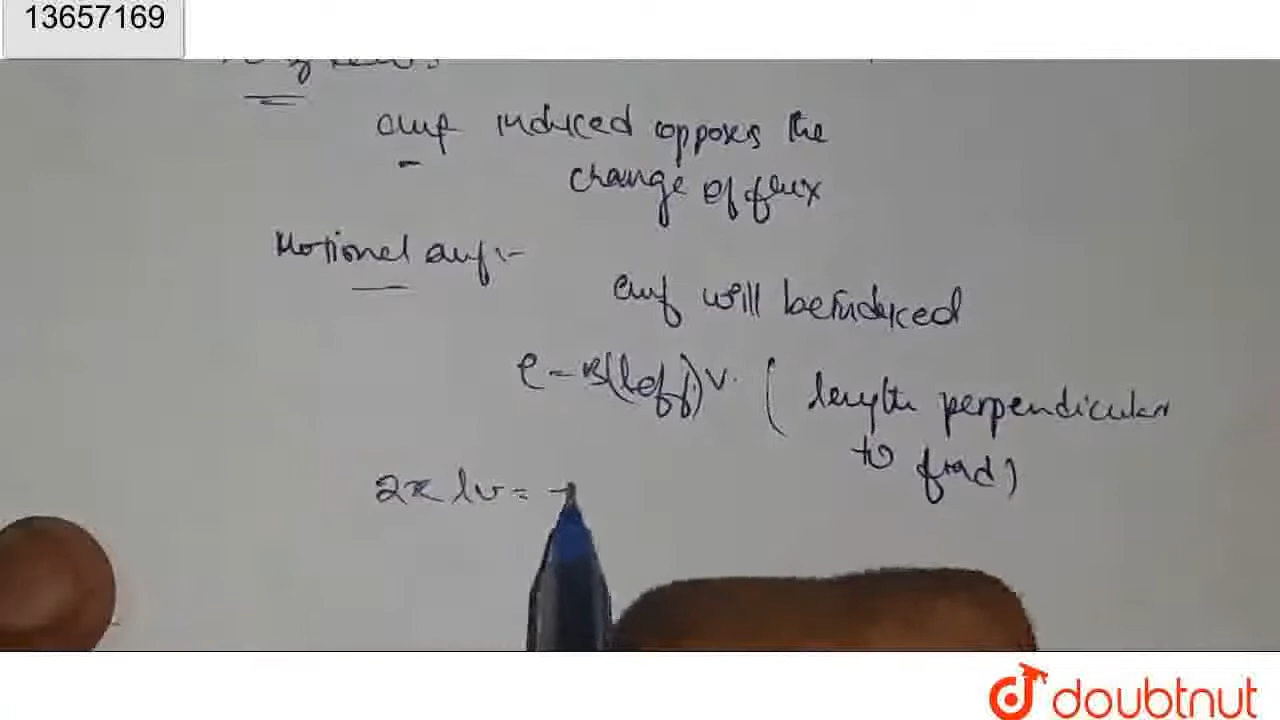 13657169
emf induced opposes the
change of flux
Motional emf :-
emf will be induced
e = B(leff)V. ( length perpendicular
to find)
2x lv =
doubtnut